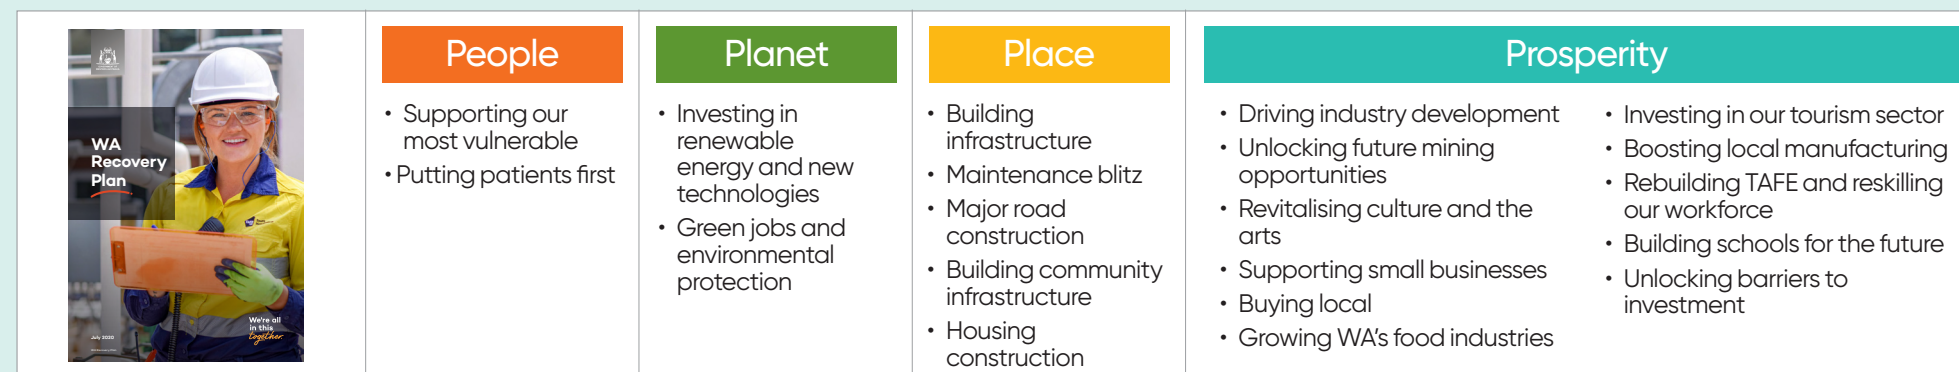 WA
Recovery
Plan
July 2020
We're all
in this
together.
People
• Supporting our
most vulnerable
• Putting patients first
Planet
• Investing in
renewable
energy and new
technologies
• Green jobs and
environmental
protection
Place
• Building
infrastructure
• Maintenance blitz
• Major road
construction
• Building community
infrastructure
• Housing
construction
Prosperity
• Driving industry development
• Unlocking future mining
opportunities
• Revitalising culture and the
arts
• Supporting small businesses
• Buying local
• Growing WA's food industries
• Investing in our tourism sector
• Boosting local manufacturing
• Rebuilding TAFE and reskilling
our workforce
• Building schools for the future
• Unlocking barriers to
investment